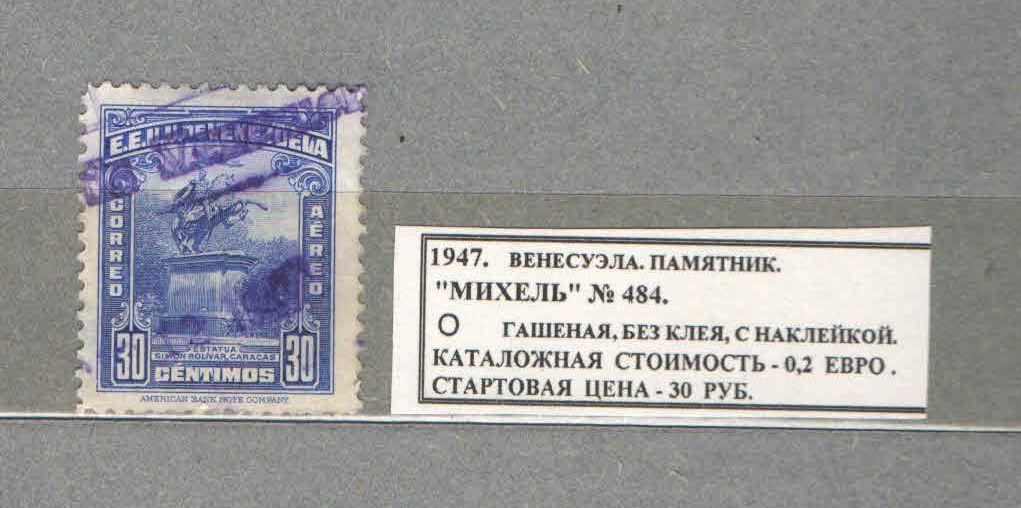 E.E.U.U. DE VENEZUELA
CORREO
AÉREO
ESTATUA
SIMON BOLIVAR, CARACAS
30 CENTIMOS 30
AMERICAN BANK NOTE COMPANY.
1947. ВЕНЕСУЭЛА. ПАМЯТНИК.
"МИХЕЛЬ" № 484.
О ГАШЕНАЯ, БЕЗ КЛЕЯ, С НАКЛЕЙКОЙ.
КАТАЛОЖНАЯ СТОИМОСТЬ - 0,2 ЕВРО.
СТАРТОВАЯ ЦЕНА - 30 РУБ.